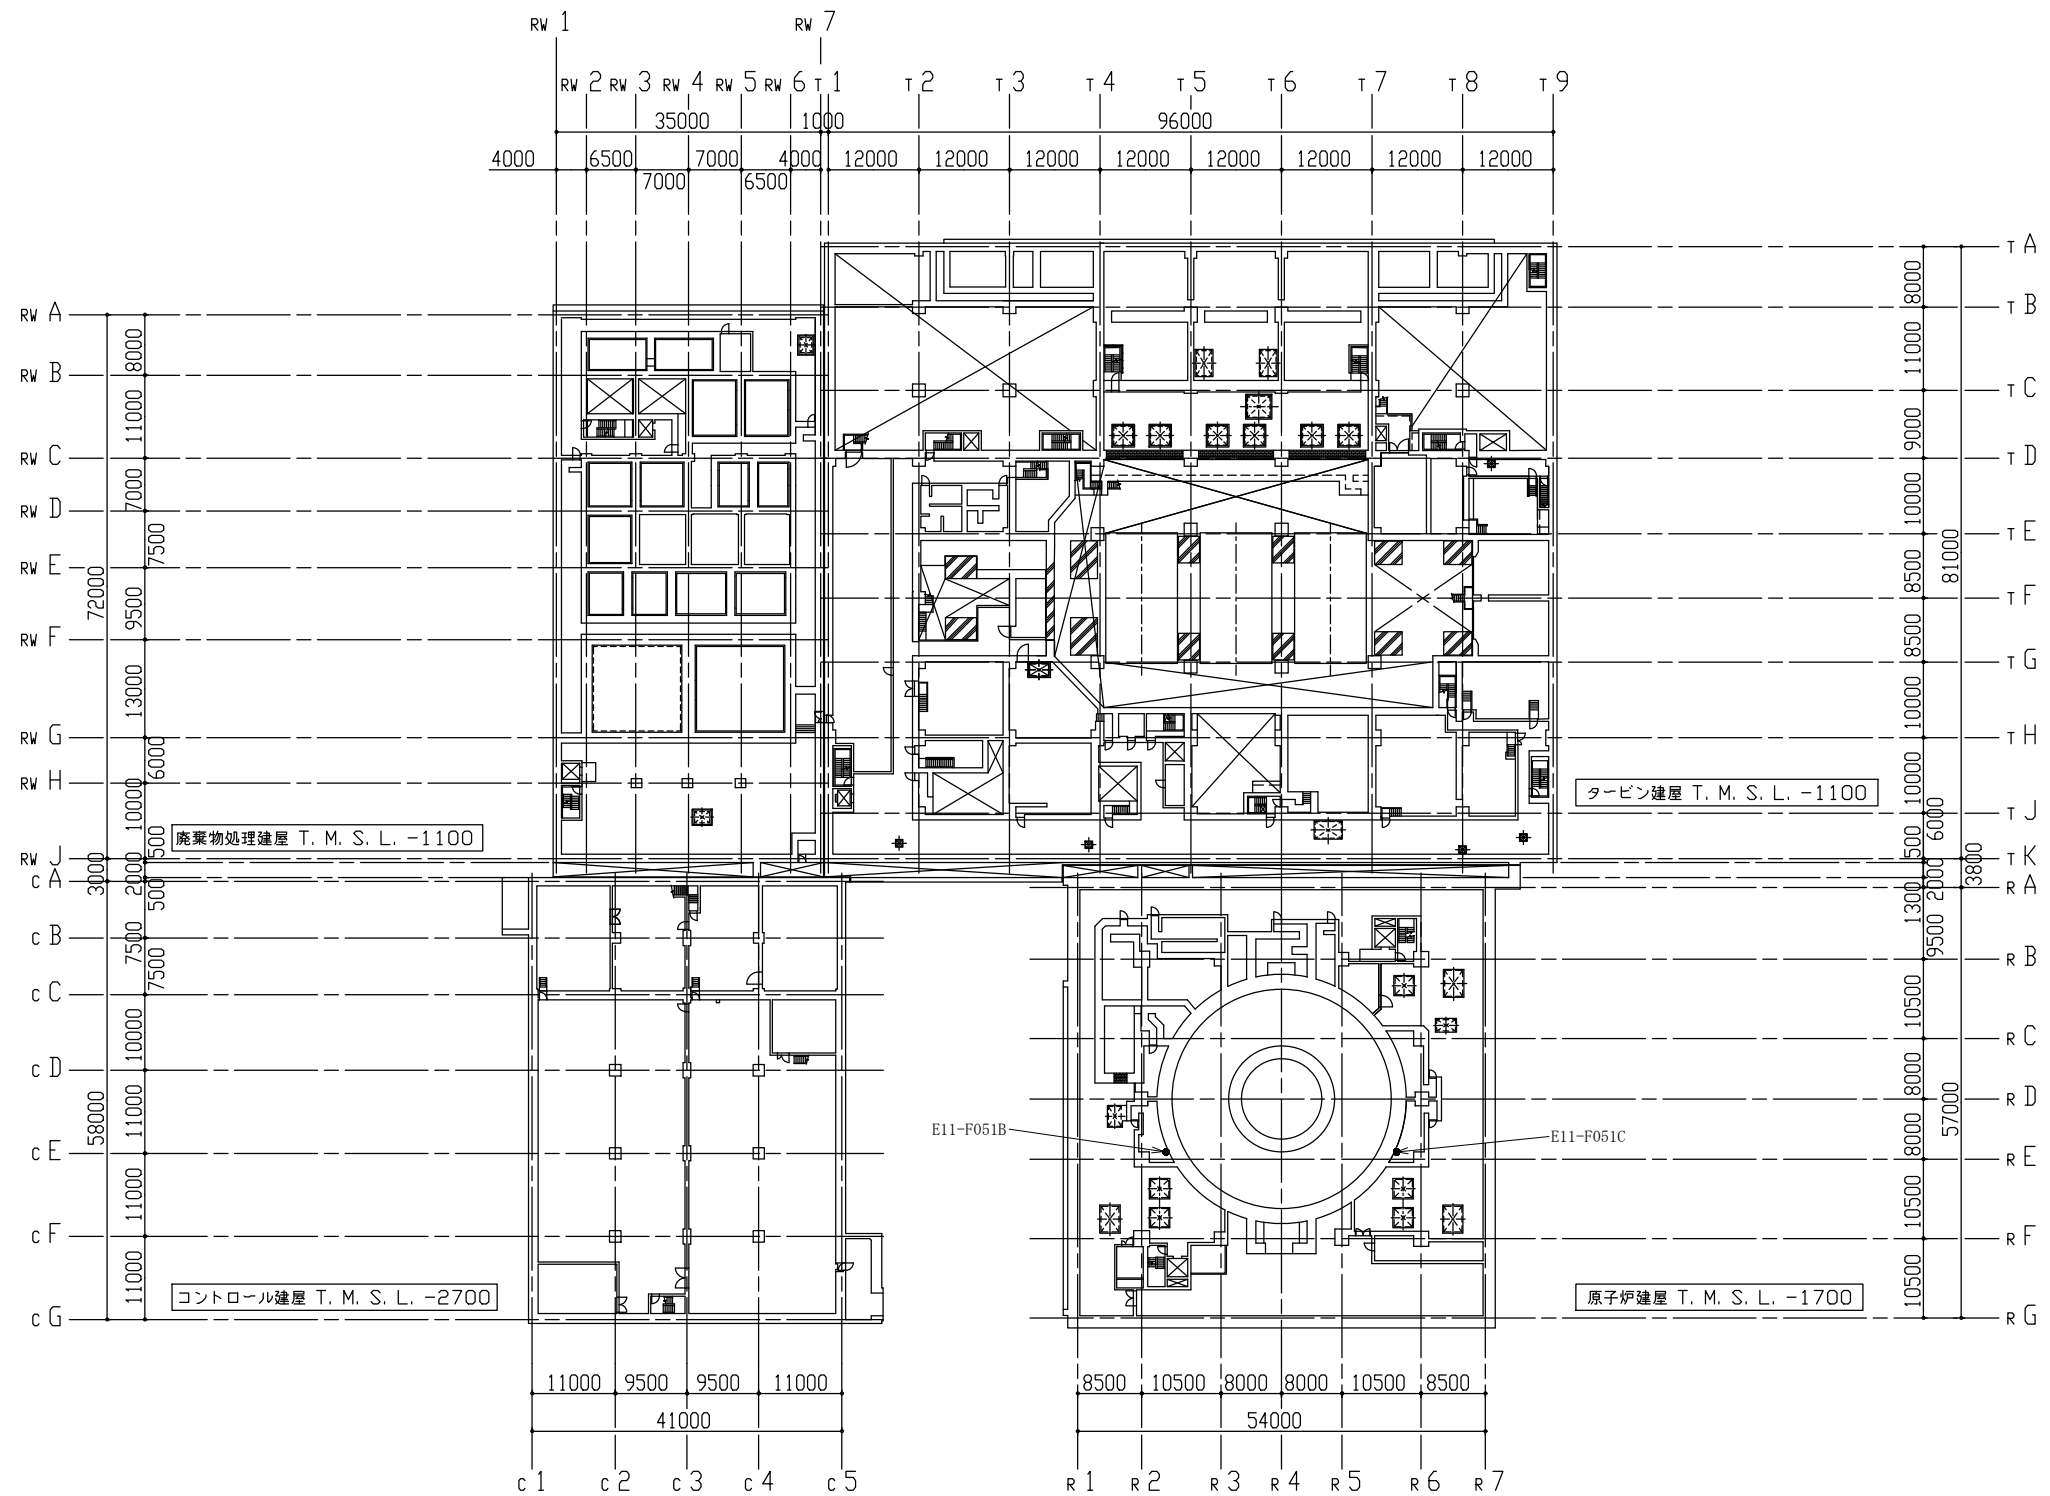 RW 1
RW 7
RW 2 RW 3 RW 4 RW 5 RW 6 T 1 T 2 T 3 T 4 T 5 T 6 T 7 T 8 T 9
35000 1000 96000
4000 6500 7000 4000 12000 12000 12000 12000 12000 12000 12000 12000
7000 6500
RW A
RW B
RW C
RW D
RW E
RW F
RW G
RW H
RW J
8000
11000
7000
7500
9500
13000
6000
10000
500
72000
3000
2000
500
T A
T B
T C
T D
T E
T F
T G
T H
T J
T K
8000
11000
9000
10000
8500
8500
10000
10000
6000
500
81000
3800
2000
1300
廃棄物処理建屋 T. M. S. L. -1100
タービン建屋 T. M. S. L. -1100
C A
C B
C C
C D
C E
C F
C G
7500
7500
10000
11000
11000
11000
58000
R A
R B
R C
R D
R E
R F
R G
9500
10500
8000
8000
10500
10500
57000
E11-F051B
E11-F051C
コントロール建屋 T. M. S. L. -2700
原子炉建屋 T. M. S. L. -1700
11000 9500 9500 11000
41000
C 1 C 2 C 3 C 4 C 5
8500 10500 8000 8000 10500 8500
54000
R 1 R 2 R 3 R 4 R 5 R 6 R 7